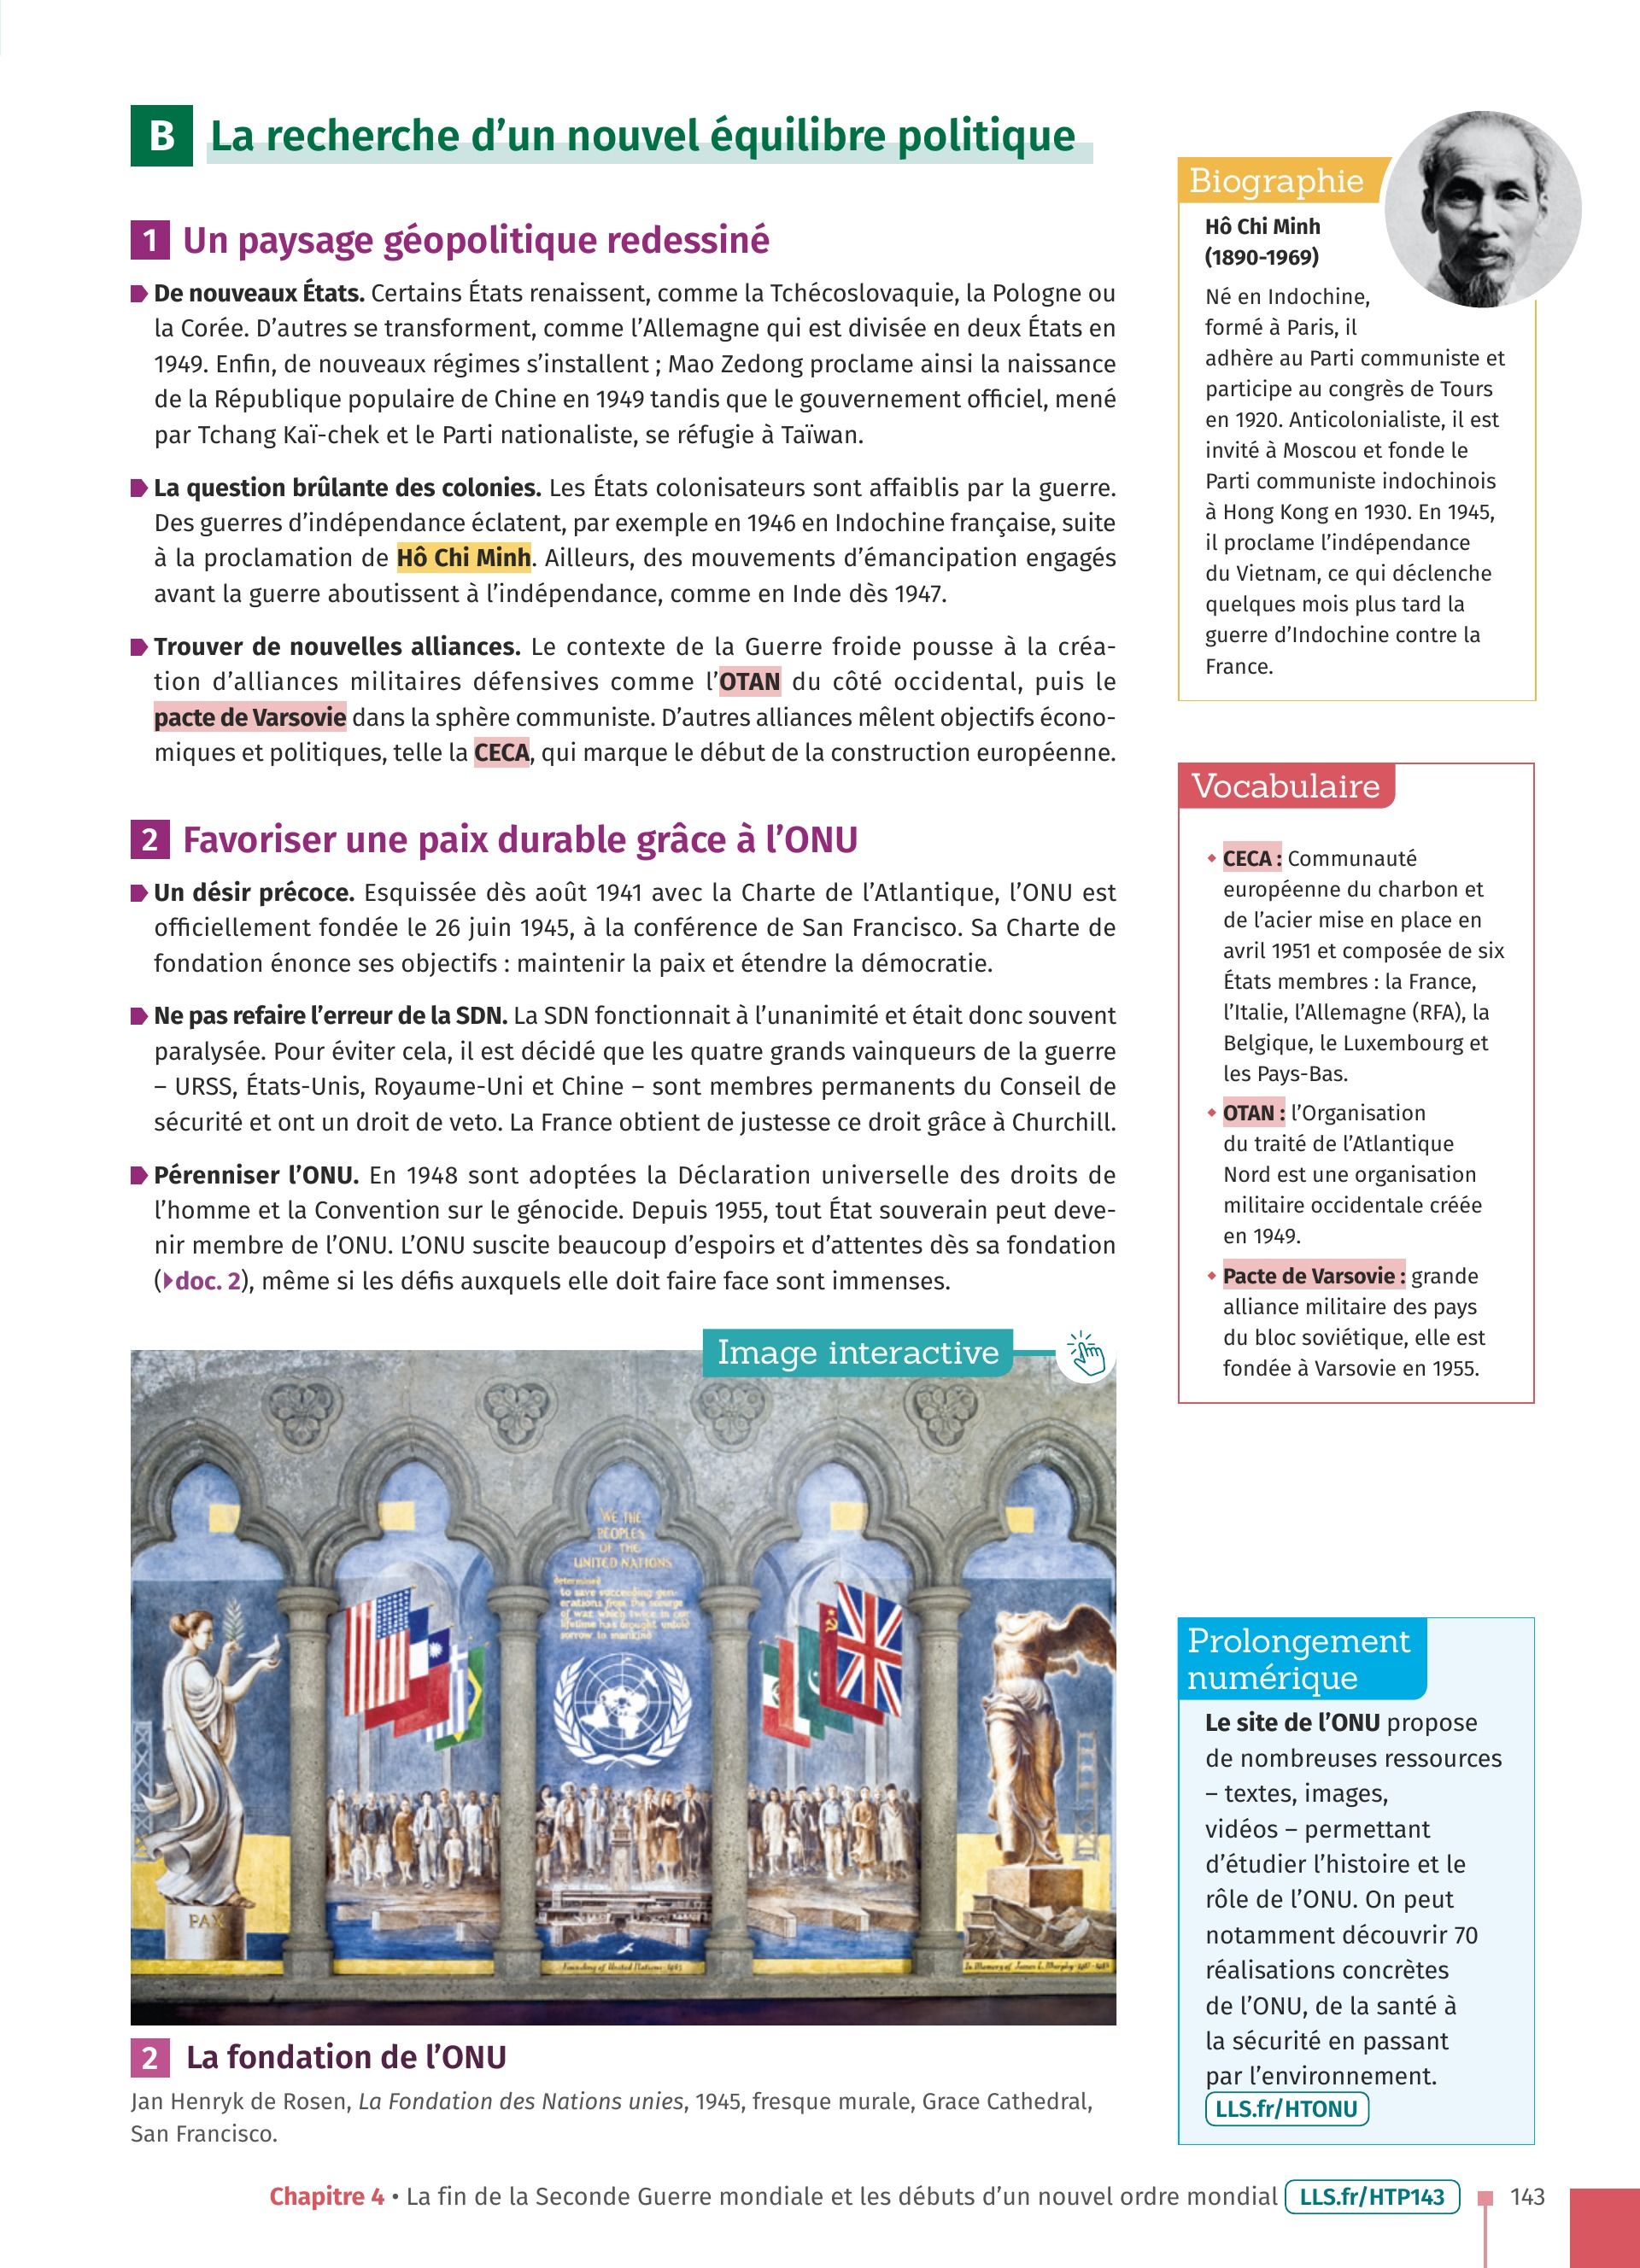 B La recherche d’un nouvel équilibre politique
1 Un paysage géopolitique redessiné
De nouveaux États. Certains États renaissent, comme la Tchécoslovaquie, la Pologne ou
la Corée. D’autres se transforment, comme l’Allemagne qui est divisée en deux États en
1949. Enfin, de nouveaux régimes s’installent ; Mao Zedong proclame ainsi la naissance
de la République populaire de Chine en 1949 tandis que le gouvernement officiel, mené
par Tchang Kaï-chek et le Parti nationaliste, se réfugie à Taïwan.
La question brûlante des colonies. Les États colonisateurs sont affaiblis par la guerre.
Des guerres d’indépendance éclatent, par exemple en 1946 en Indochine française, suite
à la proclamation de Hô Chi Minh. Ailleurs, des mouvements d’émancipation engagés
avant la guerre aboutissent à l’indépendance, comme en Inde dès 1947.
Trouver de nouvelles alliances. Le contexte de la Guerre froide pousse à la créa-
tion d’alliances militaires défensives comme l’OTAN du côté occidental, puis le
pacte de Varsovie dans la sphère communiste. D’autres alliances mêlent objectifs écono-
miques et politiques, telle la CECA, qui marque le début de la construction européenne.
2 Favoriser une paix durable grâce à l’ONU
Un désir précoce. Esquissée dès août 1941 avec la Charte de l’Atlantique, l’ONU est
officiellement fondée le 26 juin 1945, à la conférence de San Francisco. Sa Charte de
fondation énonce ses objectifs : maintenir la paix et étendre la démocratie.
Ne pas refaire l’erreur de la SDN. La SDN fonctionnait à l’unanimité et était donc souvent
paralysée. Pour éviter cela, il est décidé que les quatre grands vainqueurs de la guerre
– URSS, États-Unis, Royaume-Uni et Chine – sont membres permanents du Conseil de
sécurité et ont un droit de veto. La France obtient de justesse ce droit grâce à Churchill.
Pérenniser l’ONU. En 1948 sont adoptées la Déclaration universelle des droits de
l’homme et la Convention sur le génocide. Depuis 1955, tout État souverain peut deve-
nir membre de l’ONU. L’ONU suscite beaucoup d’espoirs et d’attentes dès sa fondation
(doc. 2), même si les défis auxquels elle doit faire face sont immenses.
Image interactive
WE THE
PEOPLES
OF THE
UNITED NATIONS
determined
to save succeeding gen-
erations from the scourge
of war, which twice in our
lifetime has brought untold
sorrow to mankind
PAX
Founding of United Nations 1945
In Memory of James L. Murphy
2 La fondation de l’ONU
Jan Henryk de Rosen, La Fondation des Nations unies, 1945, fresque murale, Grace Cathedral,
San Francisco.
Biographie
Hô Chi Minh
(1890-1969)
Né en Indochine,
formé à Paris, il
adhère au Parti communiste et
participe au congrès de Tours
en 1920. Anticolonialiste, il est
invité à Moscou et fonde le
Parti communiste indochinois
à Hong Kong en 1930. En 1945,
il proclame l’indépendance
du Vietnam, ce qui déclenche
quelques mois plus tard la
guerre d’Indochine contre la
France.
Vocabulaire
CECA : Communauté
européenne du charbon et
de l’acier mise en place en
avril 1951 et composée de six
États membres : la France,
l’Italie, l’Allemagne (RFA), la
Belgique, le Luxembourg et
les Pays-Bas.
OTAN : l’Organisation
du traité de l’Atlantique
Nord est une organisation
militaire occidentale créée
en 1949.
Pacte de Varsovie : grande
alliance militaire des pays
du bloc soviétique, elle est
fondée à Varsovie en 1955.
Prolongement
numérique
Le site de l’ONU propose
de nombreuses ressources
– textes, images,
vidéos – permettant
d’étudier l’histoire et le
rôle de l’ONU. On peut
notamment découvrir 70
réalisations concrètes
de l’ONU, de la santé à
la sécurité en passant
par l’environnement.
LLS.fr/HTONU
Chapitre 4 • La fin de la Seconde Guerre mondiale et les débuts d’un nouvel ordre mondial LLS.fr/HTP143 143